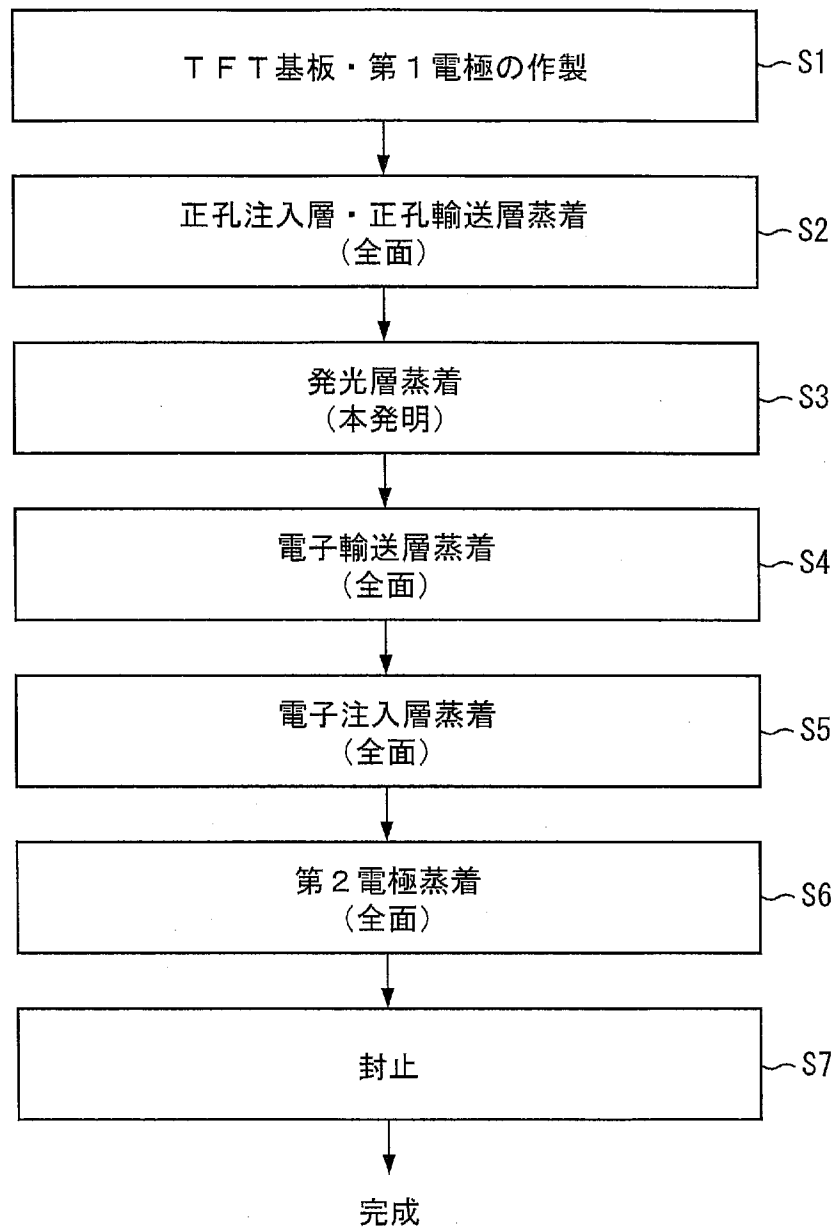 TFT基板・第1電極の作製
S1
正孔注入層・正孔輸送層蒸着
(全面)
S2
発光層蒸着
(本発明)
S3
電子輸送層蒸着
(全面)
S4
電子注入層蒸着
(全面)
S5
第2電極蒸着
(全面)
S6
封止
S7
完成